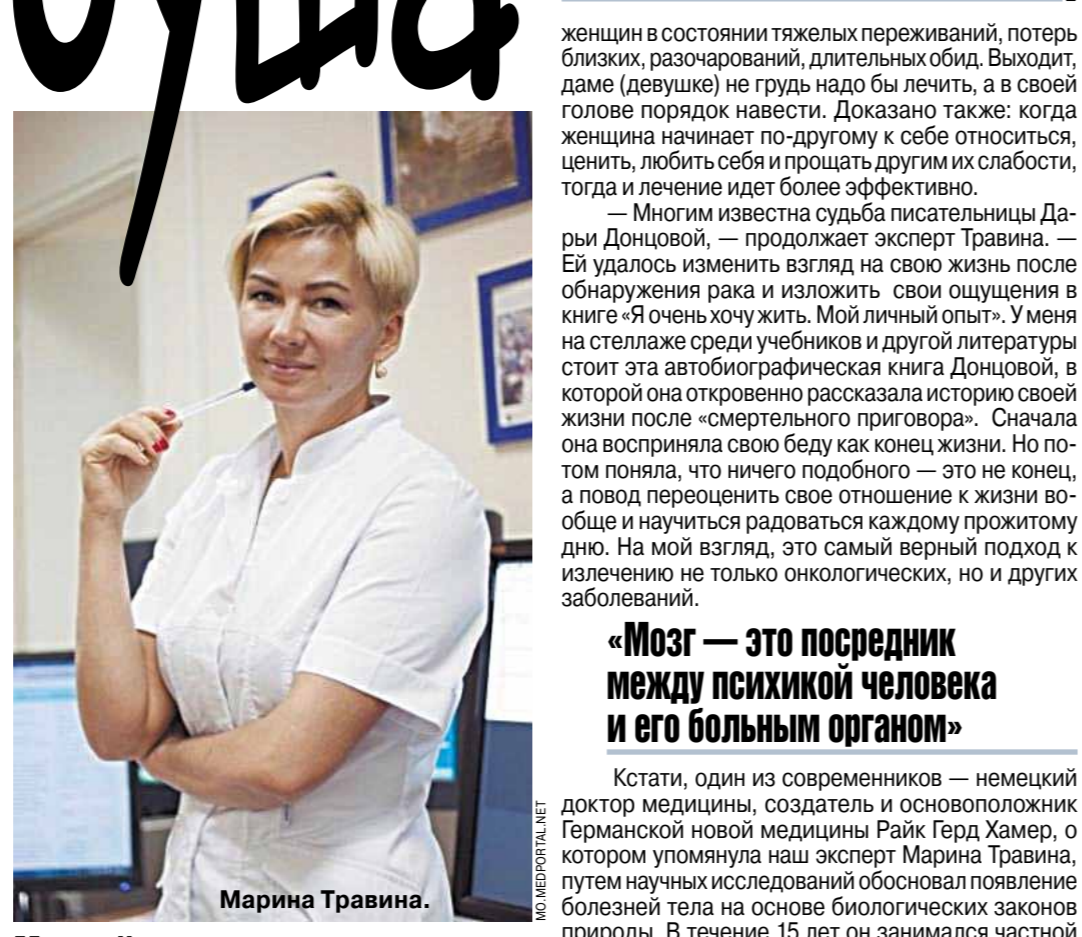 уша
Марина Травина.
MO.MEDPORTAL.NET
женщин в состоянии тяжелых переживаний, потерь
близких, разочарований, длительных обид. Выходит,
даме (девушке) не грудь надо бы лечить, а в своей
голове порядок навести. Доказано также: когда
женщина начинает по-другому к себе относиться,
ценить, любить себя и прощать другим их слабости,
тогда и лечение идет более эффективно.
— Многим известна судьба писательницы Да-
рьи Донцовой, — продолжает эксперт Травина. —
Ей удалось изменить взгляд на свою жизнь после
обнаружения рака и изложить свои ощущения в
книге «Я очень хочу жить. Мой личный опыт». У меня
на стеллаже среди учебников и другой литературы
стоит эта автобиографическая книга Донцовой, в
которой она откровенно рассказала историю своей
жизни после «смертельного приговора». Сначала
она восприняла свою беду как конец жизни. Но по-
том поняла, что ничего подобного — это не конец,
а повод переоценить свое отношение к жизни во-
обще и научиться радоваться каждому прожитому
дню. На мой взгляд, это самый верный подход к
излечению не только онкологических, но и других
заболеваний.
«Мозг — это посредник
между психикой человека
и его больным органом»
Кстати, один из современников — немецкий
доктор медицины, создатель и основоположник
Германской новой медицины Райк Герд Хамер, о
котором упомянула наш эксперт Марина Травина,
путем научных исследований обосновал появление
болезней тела на основе биологических законов
природы. В течение 15 лет он занимался частной